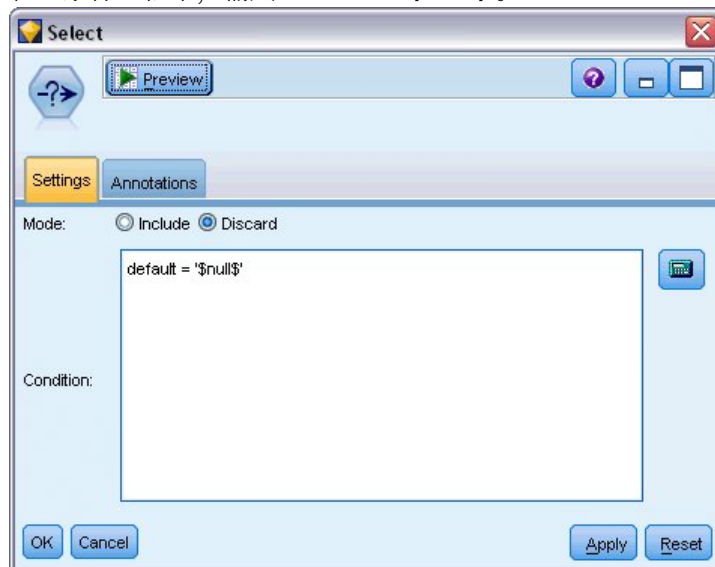 Select
Preview
Settings
Annotations
Mode:
Include
Discard
default = '$null$'
Condition:
OK
Cancel
Apply
Reset